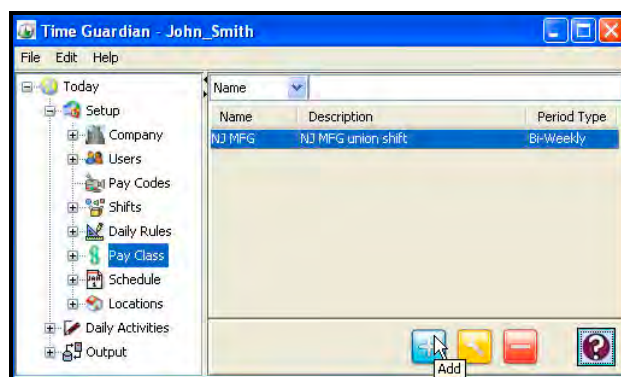 Time Guardian - John_Smith
File Edit Help
Today
Setup
Company
Users
Pay Codes
Shifts
Daily Rules
Pay Class
Schedule
Locations
Daily Activities
Output
Name
Name Description Period Type
NJ MFG NJ MFG union shift Bi-Weekly
Add